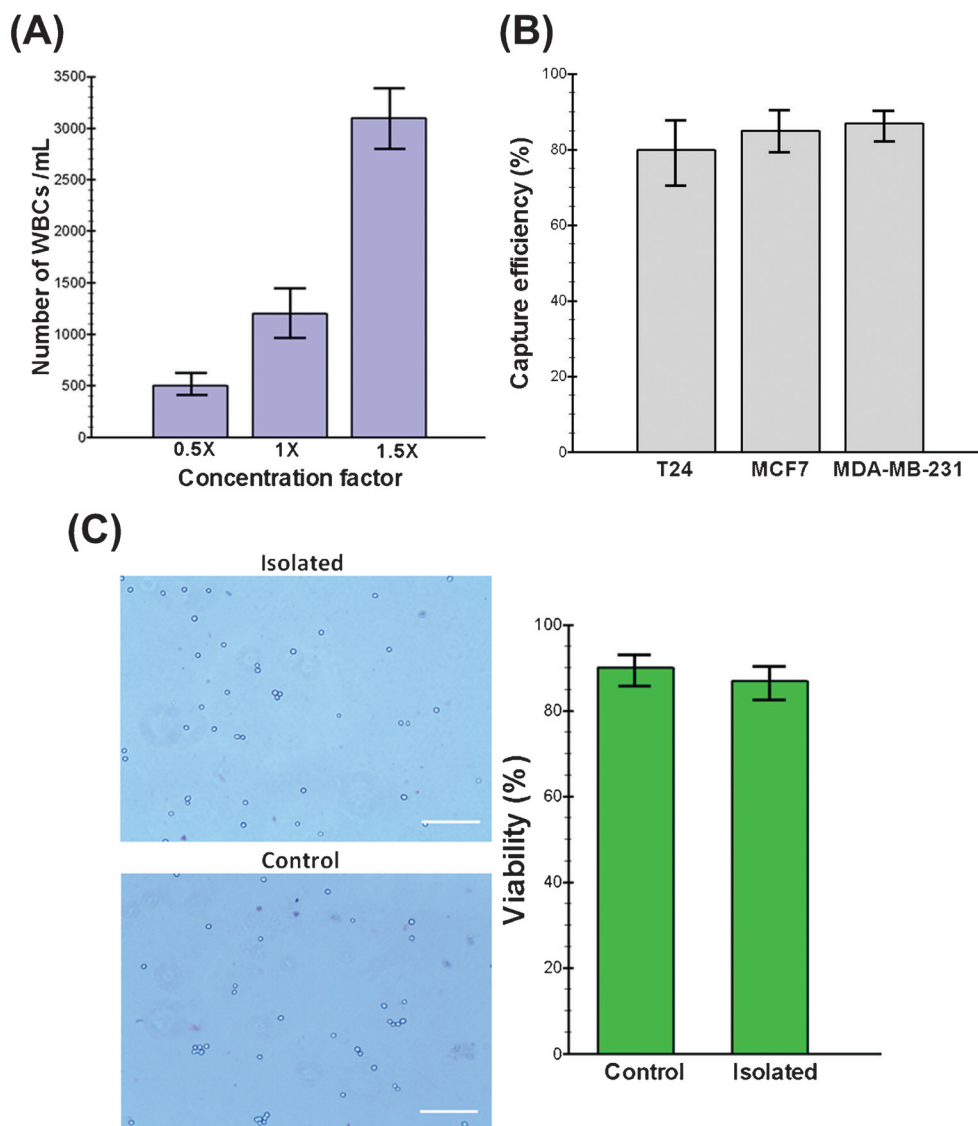 (A)
Number of WBCs /mL
3500
3000
2500
2000
1500
1000
500
0
0.5X 1X 1.5X
Concentration factor
(B)
Capture efficiency (%)
100
80
60
40
20
0
T24 MCF7 MDA-MB-231
(C)
Isolated
Control
Viability (%)
100
80
60
40
20
0
Control Isolated